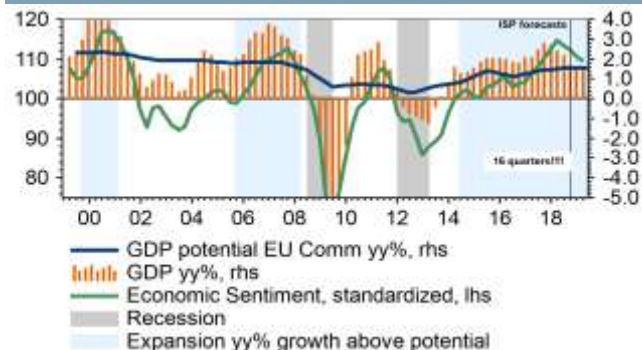 ISP forecasts
120 4.0
110 3.0
2.0
1.0
100 0.0
-1.0
90 -2.0
16 quarters!!!!
-3.0
80 -4.0
-5.0
00 02 04 06 08 10 12 14 16 18
GDP potential EU Comm yy%, rhs
GDP yy%, rhs
Economic Sentiment, standardized, lhs
Recession
Expansion yy% growth above potential